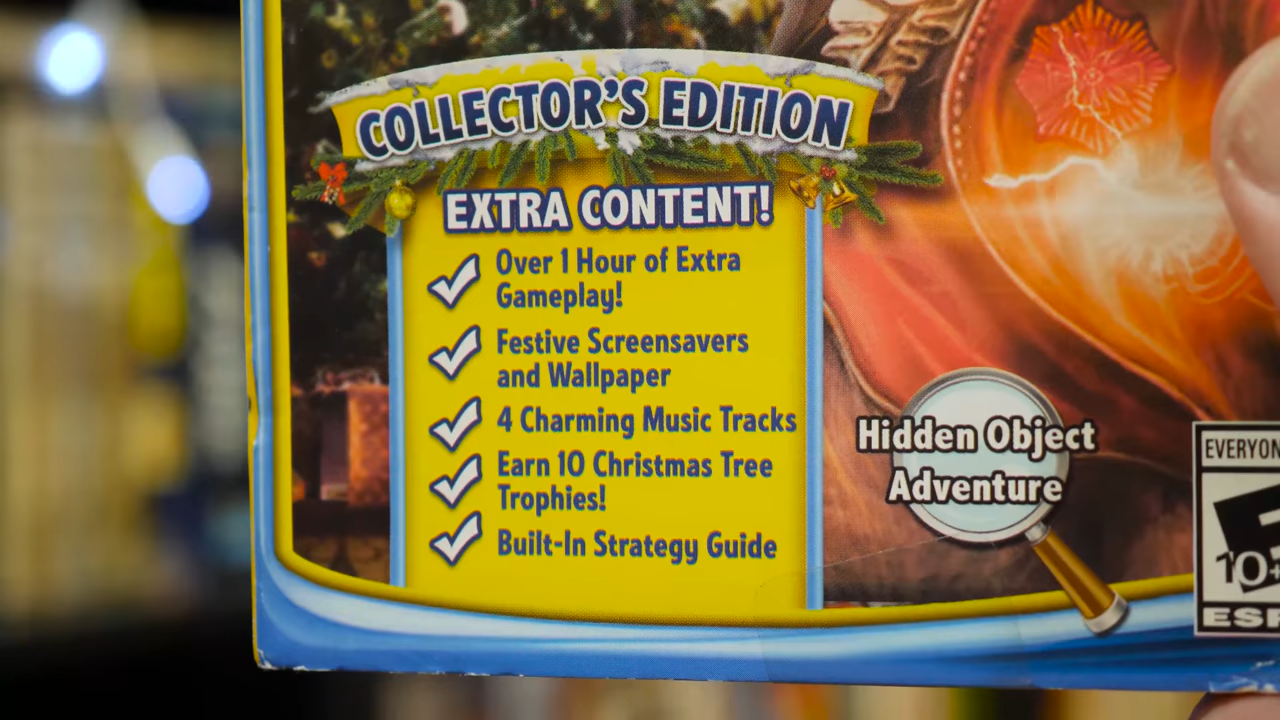 COLLECTOR'S EDITION
EXTRA CONTENT!
Over 1 Hour of Extra
Gameplay!
Festive Screensavers
and Wallpaper
4 Charming Music Tracks
Earn 10 Christmas Tree
Trophies!
Built-In Strategy Guide
Hidden Object
Adventure
10+